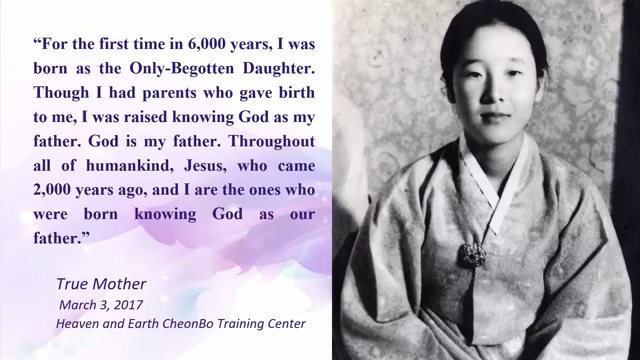 “For the first time in 6,000 years, I was
born as the Only-Begotten Daughter.
Though I had parents who gave birth
to me, I was raised knowing God as my
father. God is my father. Throughout
all of humankind, Jesus, who came
2,000 years ago, and I are the ones who
were born knowing God as our
father.”
True Mother
March 3, 2017
Heaven and Earth CheonBo Training Center